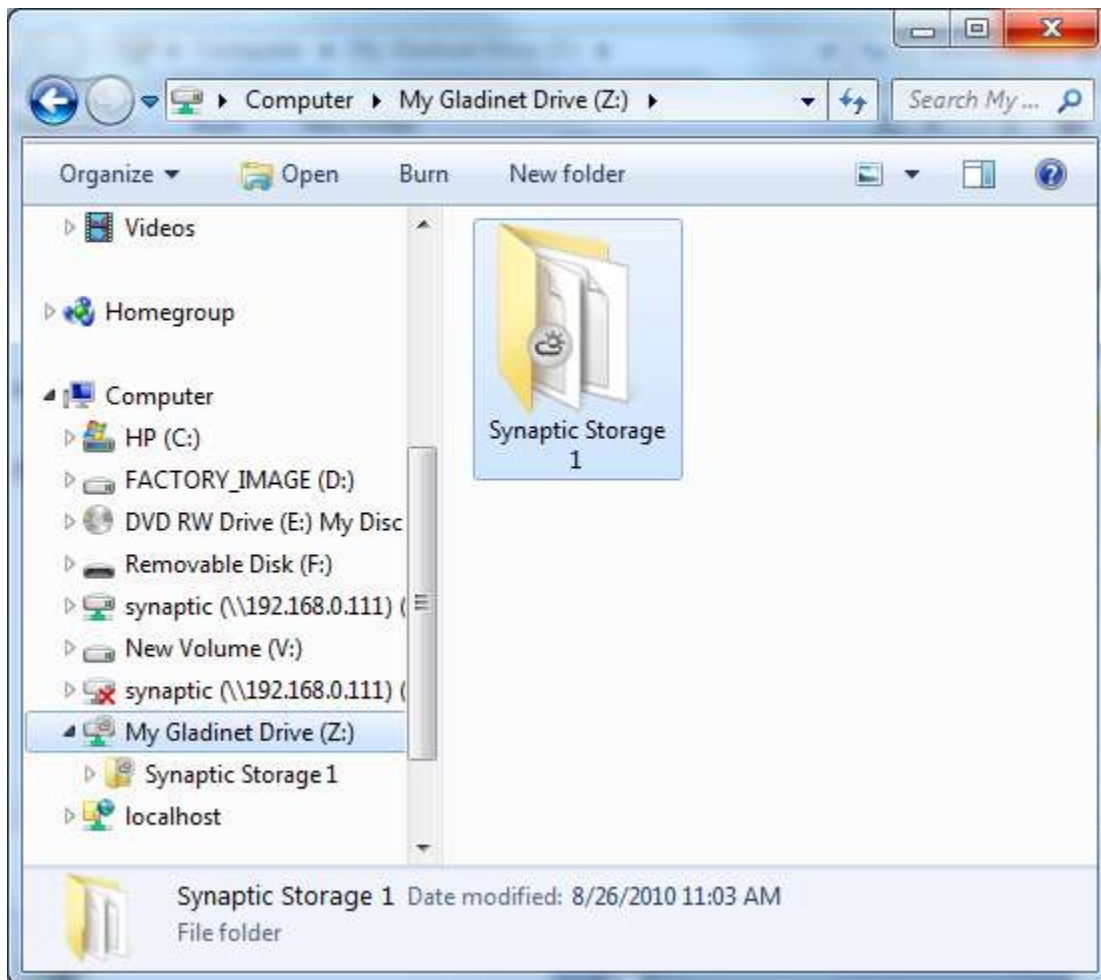 Computer ▸ My Gladinet Drive (Z:) ▸
Search My ...
Organize Open Burn New folder
Videos
Homegroup
Computer
HP (C:)
FACTORY_IMAGE (D:)
DVD RW Drive (E:) My Disc
Removable Disk (F:)
synaptic (\\192.168.0.111) (
New Volume (V:)
synaptic (\\192.168.0.111) (
My Gladinet Drive (Z:)
Synaptic Storage 1
localhost
Synaptic Storage
1
Synaptic Storage 1 Date modified: 8/26/2010 11:03 AM
File folder